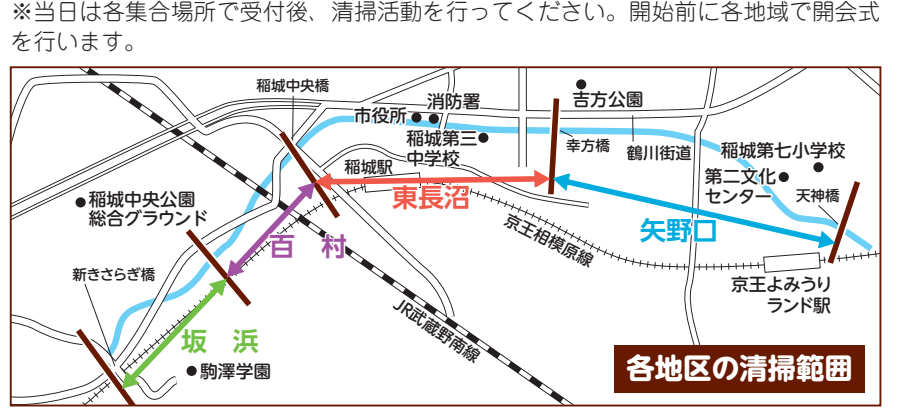 ※当日は各集合場所で受付後、清掃活動を行ってください。開始前に各地域で開会式
を行います。
稲城中央橋
吉方公園
消防署
市役所
稲城第三
中学校
幸方橋
鶴川街道
稲城第七小学校
稲城駅
第二文化
センター
天神橋
東長沼
稲城中央公園
総合グラウンド
矢野口
百 村
京王相模原線
新きさらぎ橋
京王よみうり
ランド駅
JR武蔵野南線
坂 浜
駒澤学園
各地区の清掃範囲